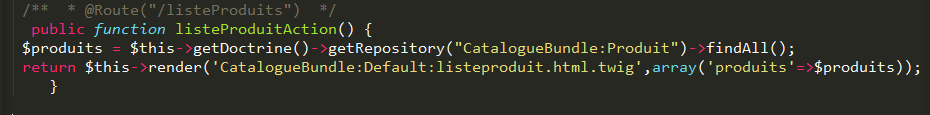 /**  * @Route("/listeProduits")  */
public function listeProduitAction() {
$produits = $this->getDoctrine()->getRepository("CatalogueBundle:Produit")->findAll();
return $this->render('CatalogueBundle:Default:listeproduit.html.twig',array('produits'=>$produits));
}